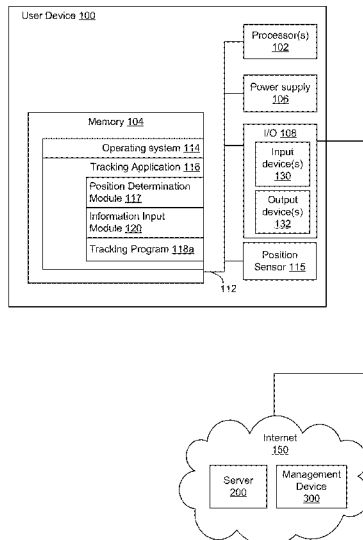 User Device 100
Processor(s)
102
Power supply
106
Memory 104
Operating system 114
Tracking Application 116
Position Determination
Module 117
Information Input
Module 120
Tracking Program 118a
I/O 108
Input
device(s)
130
Output
device(s)
132
Position
Sensor 115
112
Internet
150
Server
200
Management
Device
300